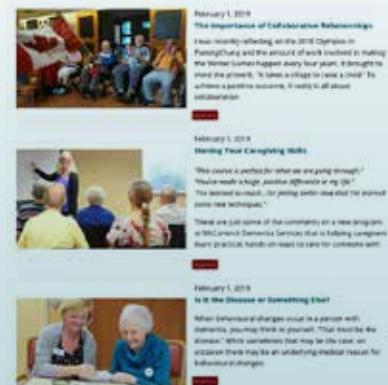 February 1, 2019
The Importance of Collaborative Relationships
I was recently reflecting on the 2018 Olympics in
PyeongChang and the amount of work involved in making
the Winter Games happen every four years. It brought to
mind the proverb, "It takes a village to raise a child." To
achieve a positive outcome, it really is all about
collaboration.
February 1, 2019
Honing Your Caregiving Skills
"This course is perfect for what we are going through."
"You've made a huge, positive difference in my life."
"I've learned so much... I'm feeling better now that I've learned
some new techniques."
These are just some of the comments on a new program
at McCormick Dementia Services that is helping caregivers
learn practical, hands-on ways to care for someone with
February 1, 2019
Is it the Disease or Something Else?
When behavioural changes occur in a person with
dementia, you may think to yourself, "That must be the
disease." While sometimes that may be the case, on
occasion there may be an underlying medical reason for
behavioural changes.